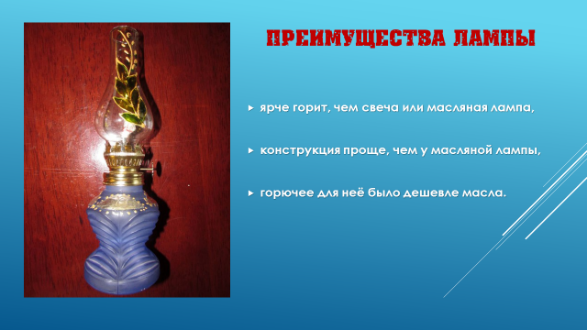 ПРЕИМУЩЕСТВА ЛАМПЫ
ярче горит, чем свеча или масляная лампа,
конструкция проще, чем у масляной лампы,
горючее для неё было дешевле масла.